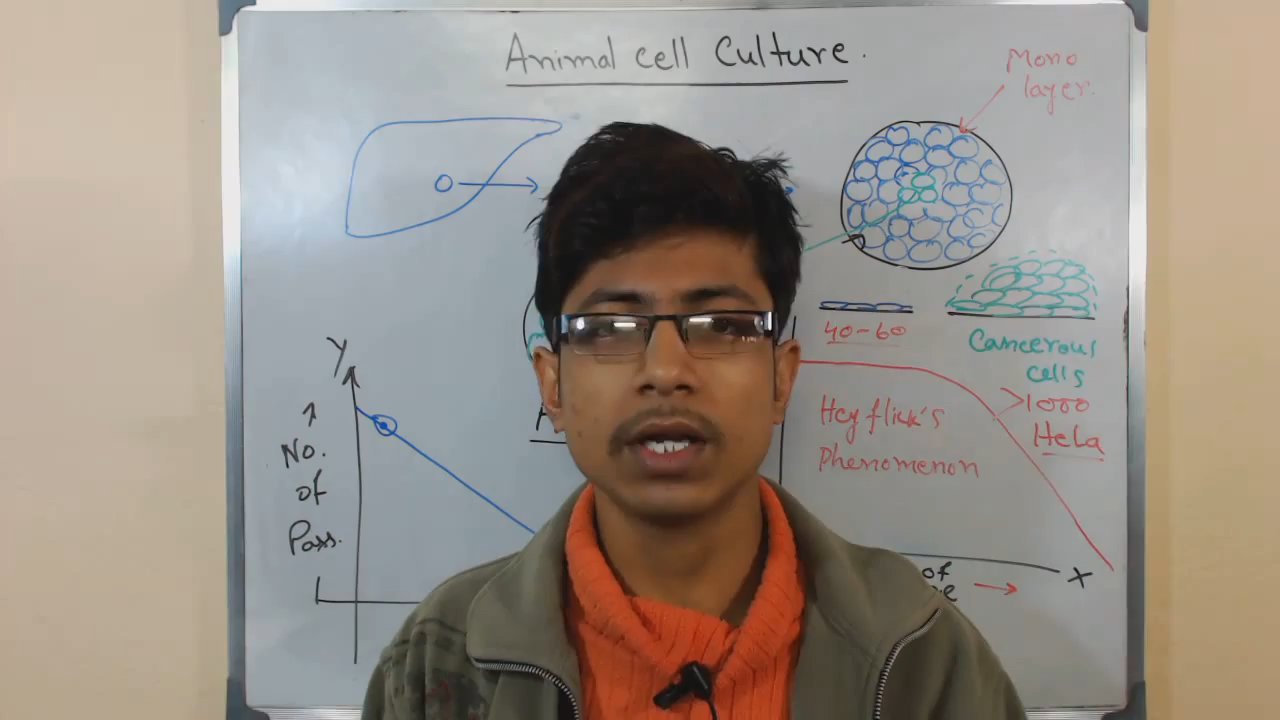 Animal cell Culture.
Mono
layer.
40-60
Cancerous
cells
>1000
HeLa
Heyflick's
Phenomenon
y
No.
of
Pass.
of
x